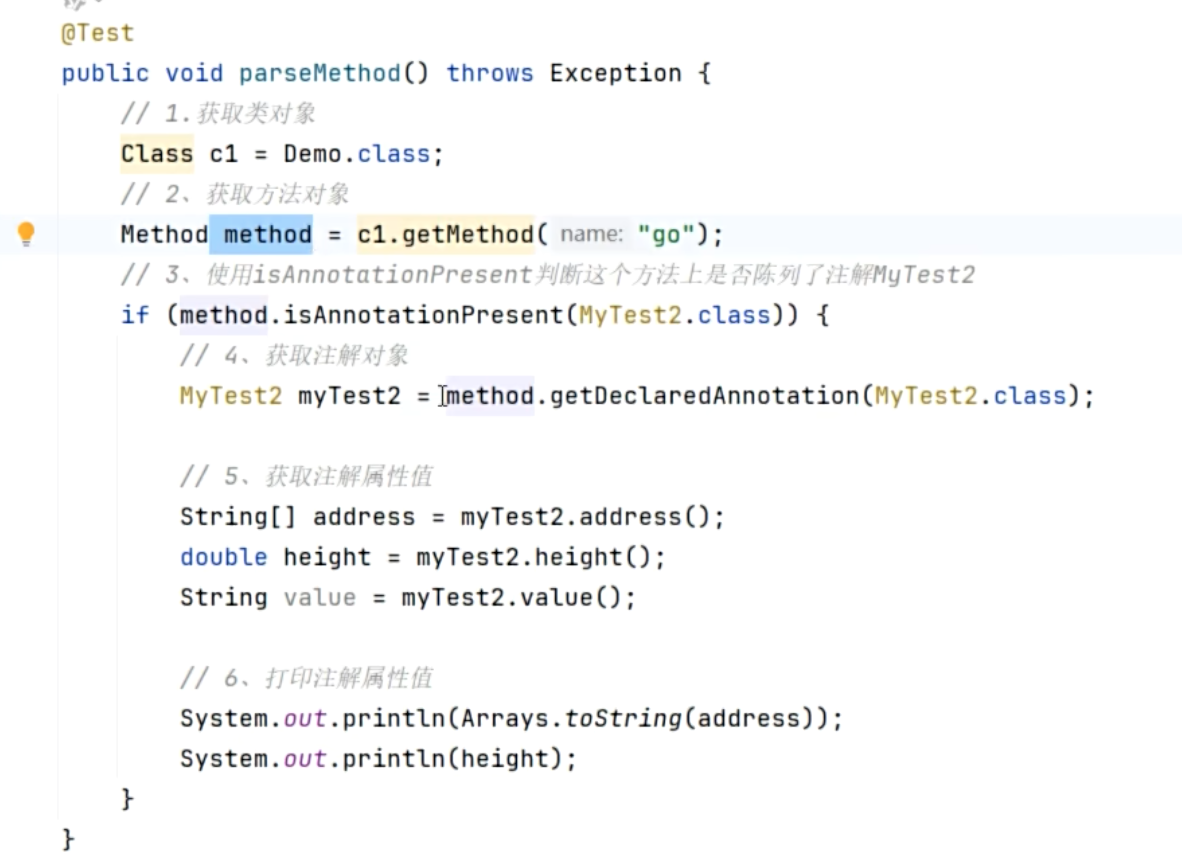 @Test
public void parseMethod() throws Exception {
// 1.获取类对象
Class c1 = Demo.class;
// 2、获取方法对象
Method method = c1.getMethod( name: "go");
// 3、使用isAnnotationPresent判断这个方法上是否陈列了注解MyTest2
if (method.isAnnotationPresent(MyTest2.class)) {
// 4、获取注解对象
MyTest2 myTest2 = method.getDeclaredAnnotation(MyTest2.class);
// 5、获取注解属性值
String[] address = myTest2.address();
double height = myTest2.height();
String value = myTest2.value();
// 6、打印注解属性值
System.out.println(Arrays.toString(address));
System.out.println(height);
}
}